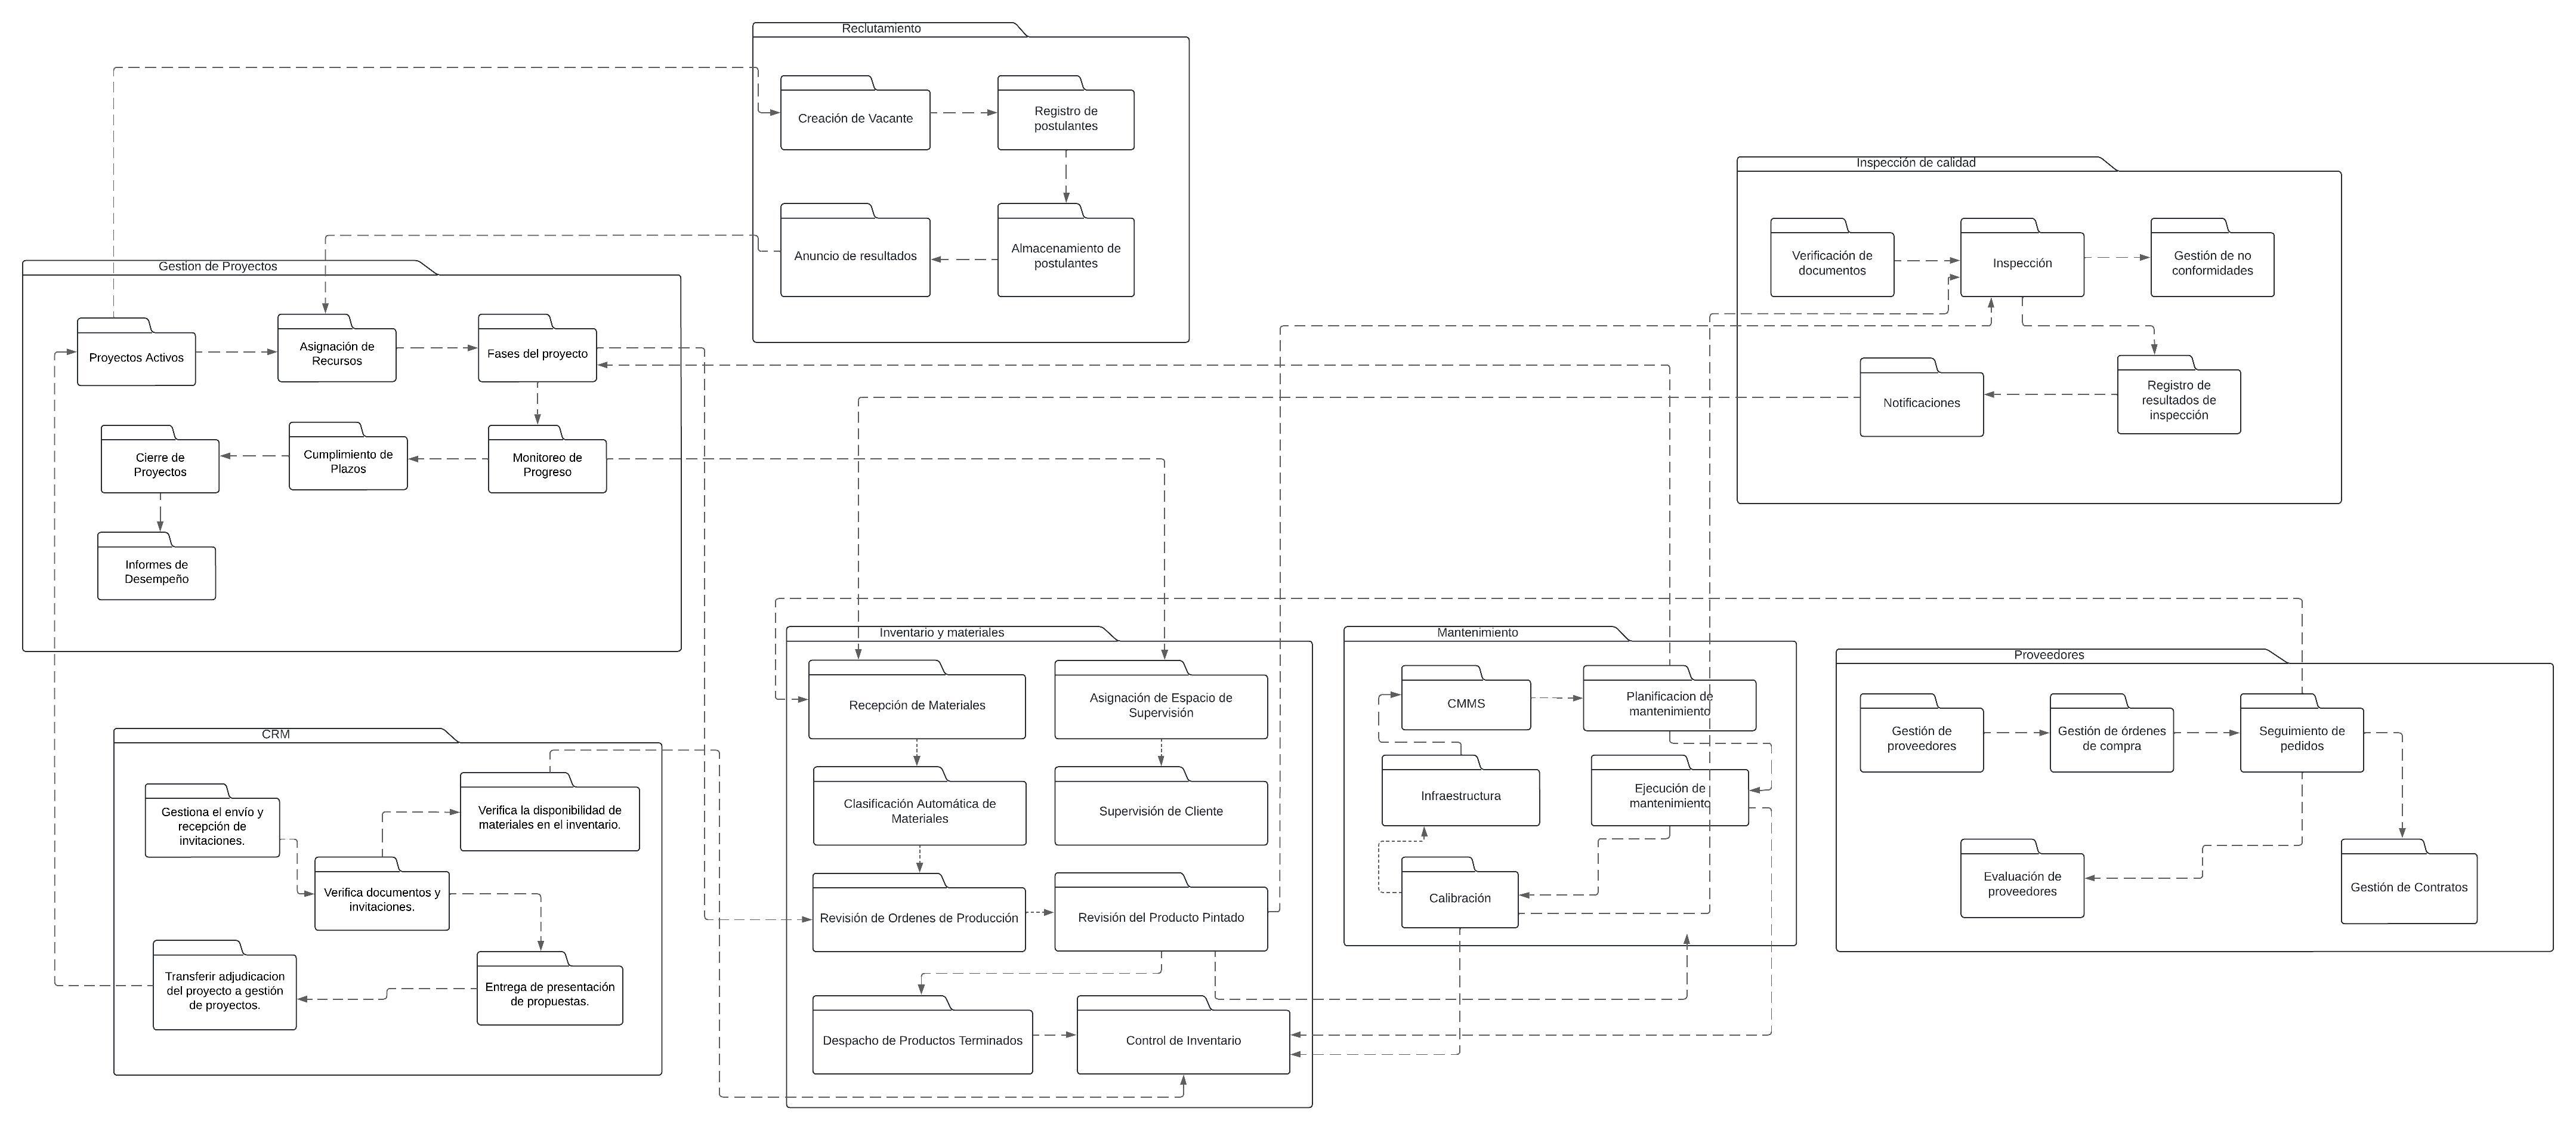 Reclutamiento
Creación de Vacante
Registro de
postulantes
Anuncio de resultados
Almacenamiento de
postulantes
Inspección de calidad
Verificación de
documentos
Inspección
Gestión de no
conformidades
Notificaciones
Registro de
resultados de
inspección
Gestion de Proyectos
Proyectos Activos
Asignación de
Recursos
Fases del proyecto
Cierre de
Proyectos
Cumplimiento de
Plazos
Monitoreo de
Progreso
Informes de
Desempeño
CRM
Gestiona el envío y
recepción de
invitaciones.
Verifica la disponibilidad de
materiales en el inventario.
Verifica documentos y
invitaciones.
Transferir adjudicacion
del proyecto a gestión
de proyectos.
Entrega de presentación
de propuestas.
Inventario y materiales
Recepción de Materiales
Asignación de Espacio de
Supervisión
Clasificación Automática de
Materiales
Supervisión de Cliente
Revisión de Ordenes de Producción
Revisión del Producto Pintado
Despacho de Productos Terminados
Control de Inventario
Mantenimiento
CMMS
Planificacion de
mantenimiento
Infraestructura
Ejecución de
mantenimiento
Calibración
Proveedores
Gestión de
proveedores
Gestión de órdenes
de compra
Seguimiento de
pedidos
Evaluación de
proveedores
Gestión de Contratos